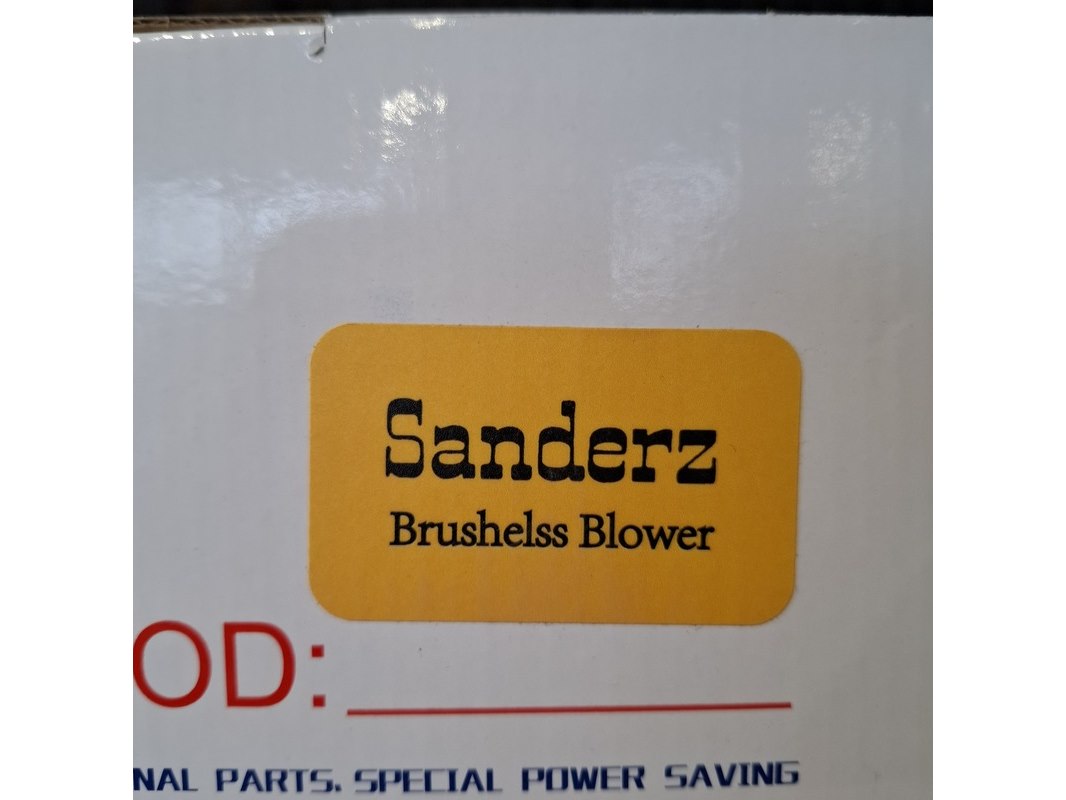 Sanderz
Brushelss Blower
OD:
NAL PARTS. SPECIAL POWER SAVING